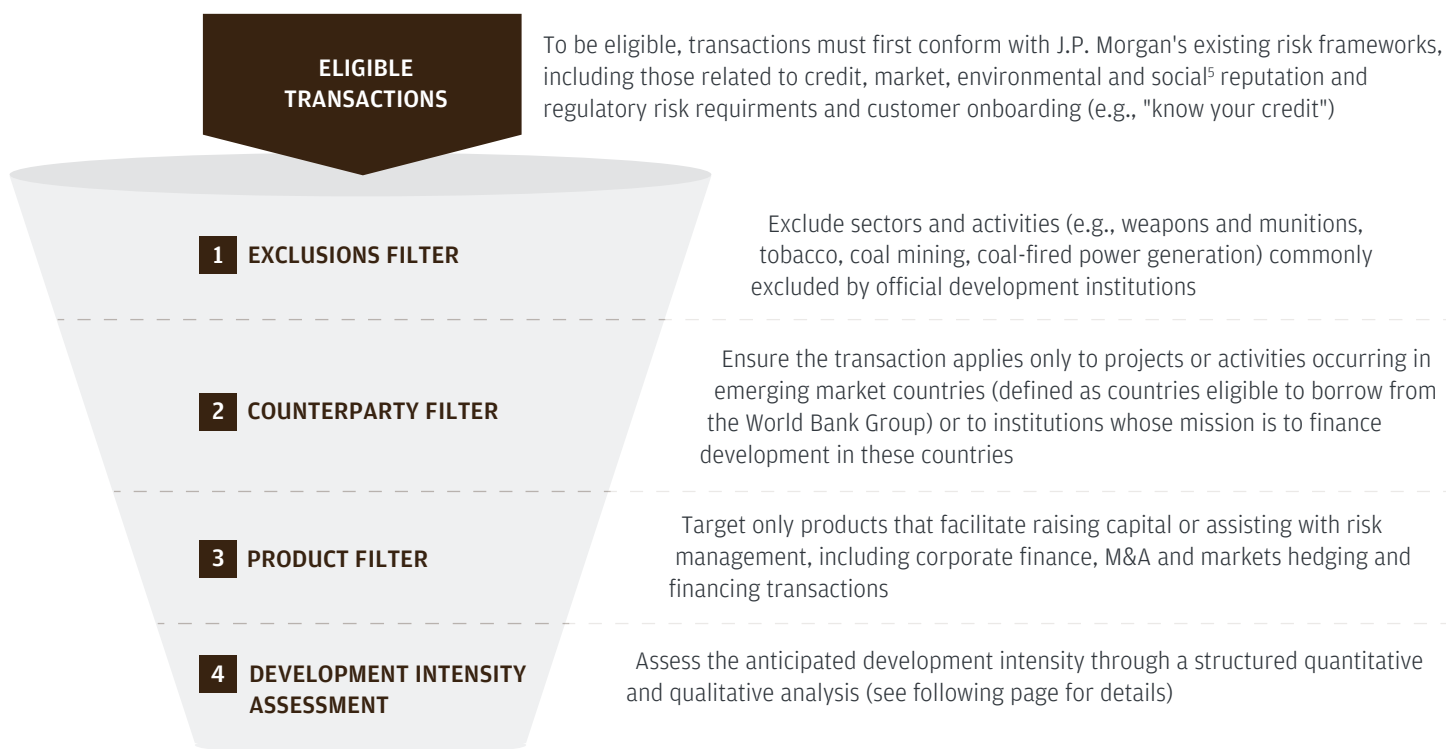 ELIGIBLE
TRANSACTIONS
To be eligible, transactions must first conform with J.P. Morgan's existing risk frameworks,
including those related to credit, market, environmental and social⁵ reputation and
regulatory risk requirments and customer onboarding (e.g., "know your credit")
1 EXCLUSIONS FILTER
Exclude sectors and activities (e.g., weapons and munitions,
tobacco, coal mining, coal-fired power generation) commonly
excluded by official development institutions
2 COUNTERPARTY FILTER
Ensure the transaction applies only to projects or activities occurring in
emerging market countries (defined as countries eligible to borrow from
the World Bank Group) or to institutions whose mission is to finance
development in these countries
3 PRODUCT FILTER
Target only products that facilitate raising capital or assisting with risk
management, including corporate finance, M&A and markets hedging and
financing transactions
4 DEVELOPMENT INTENSITY
ASSESSMENT
Assess the anticipated development intensity through a structured quantitative
and qualitative analysis (see following page for details)